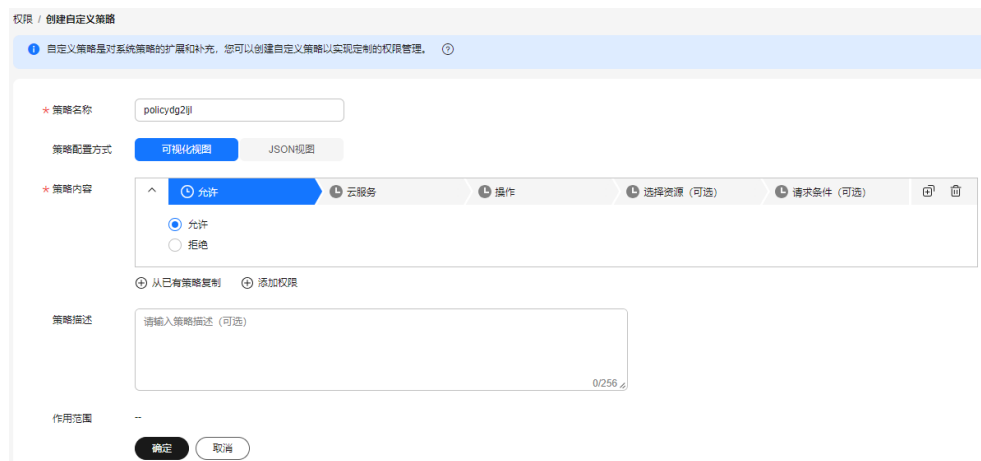 权限 / 创建自定义策略
自定义策略是对系统策略的扩展和补充，您可以创建自定义策略以实现定制的权限管理。
* 策略名称 policydg2ljl
策略配置方式 可视化视图 JSON视图
* 策略内容 允许 云服务 操作 选择资源（可选） 请求条件（可选）
允许
拒绝
从已有策略复制 添加权限
策略描述 请输入策略描述（可选）
0/256
作用范围 --
确定 取消